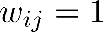 w_{ij} = 1